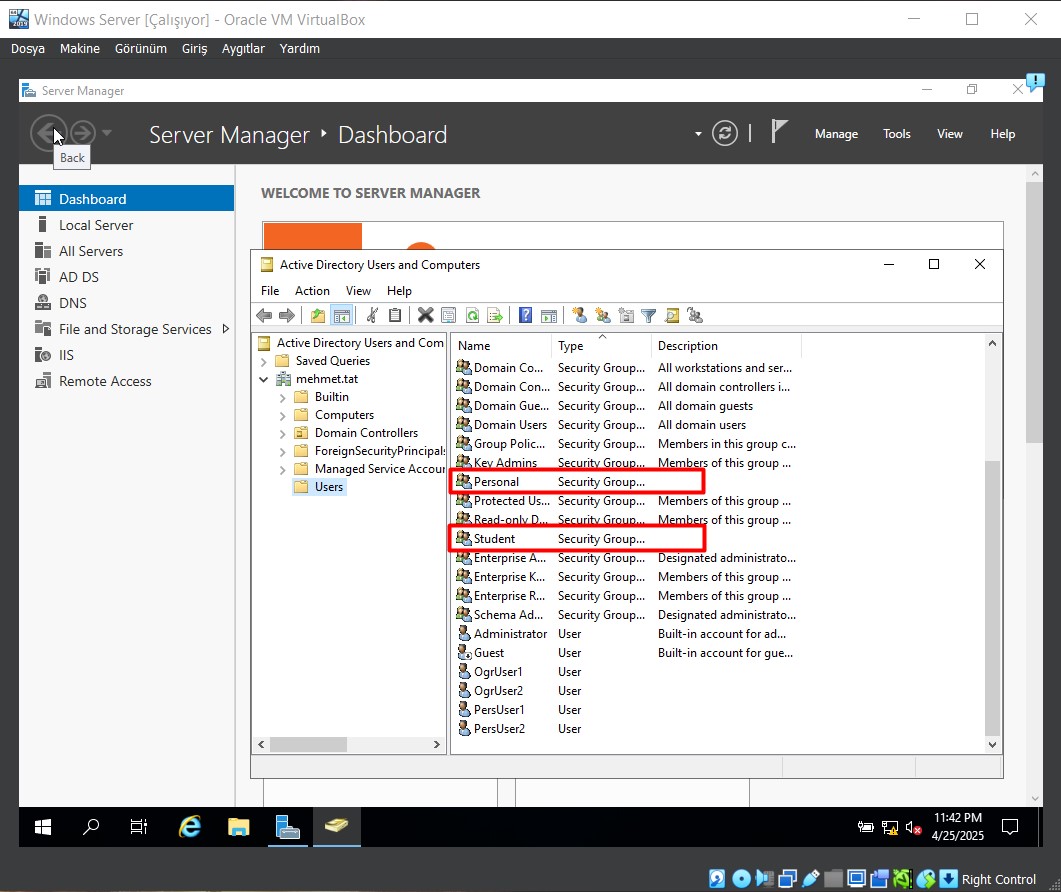 Windows Server [Çalışıyor] - Oracle VM VirtualBox
Dosya Makine Görünüm Giriş Aygıtlar Yardım
Server Manager
Server Manager Dashboard
Manage Tools View Help
Back
Dashboard
Local Server
All Servers
AD DS
DNS
File and Storage Services
IIS
Remote Access
WELCOME TO SERVER MANAGER
Active Directory Users and Computers
File Action View Help
Active Directory Users and Com
Saved Queries
mehmet.tat
Builtin
Computers
Domain Controllers
ForeignSecurityPrincipals
Managed Service Accour
Users
Name Type Description
Domain Co... Security Group... All workstations and ser...
Domain Con... Security Group... All domain controllers i...
Domain Gue... Security Group... All domain guests
Domain Users Security Group... All domain users
Group Polic... Security Group... Members in this group c...
Key Admins Security Group... Members of this group ...
Personal Security Group...
Protected Us... Security Group... Members of this group ...
Read-only D... Security Group... Members of this group ...
Student Security Group...
Enterprise A... Security Group... Designated administrato...
Enterprise K... Security Group... Members of this group ...
Enterprise R... Security Group... Members of this group ...
Schema Ad... Security Group... Designated administrato...
Administrator User Built-in account for ad...
Guest User Built-in account for gue...
OgrUser1 User
OgrUser2 User
PersUser1 User
PersUser2 User
11:42 PM
4/25/2025
Right Control